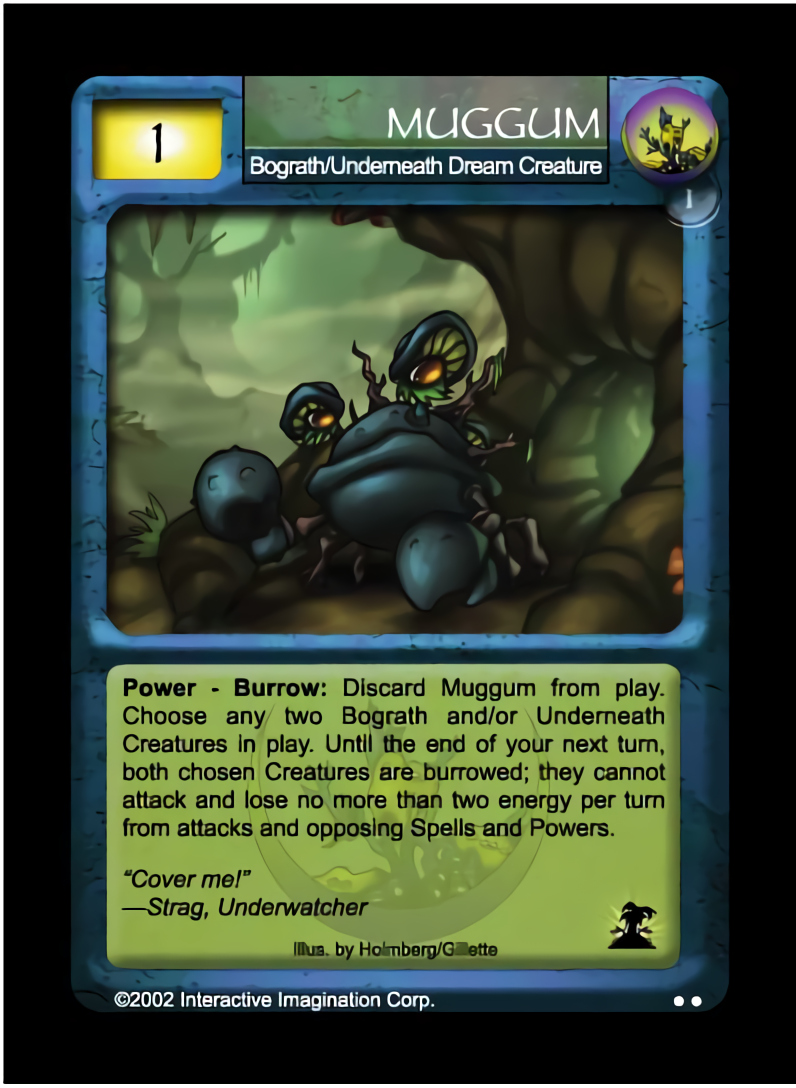 1
MUGGUM
Bograth/Underneath Dream Creature
1
Power - Burrow: Discard Muggum from play.
Choose any two Bograth and/or Underneath
Creatures in play. Until the end of your next turn,
both chosen Creatures are burrowed; they cannot
attack and lose no more than two energy per turn
from attacks and opposing Spells and Powers.
"Cover me!"
—Strag, Underwatcher
Illus. by
©2002 Interactive Imagination Corp.